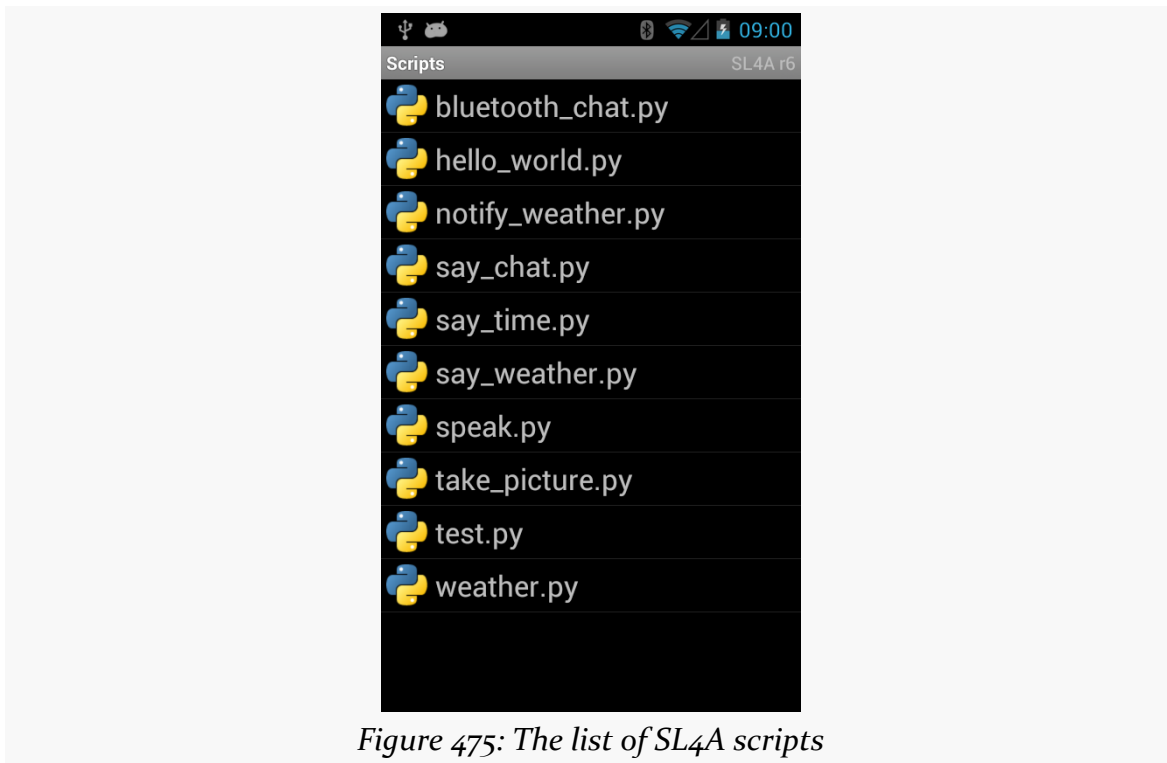 09:00
Scripts SL4A r6
bluetooth_chat.py
hello_world.py
notify_weather.py
say_chat.py
say_time.py
say_weather.py
speak.py
take_picture.py
test.py
weather.py
Figure 475: The list of SL4A scripts